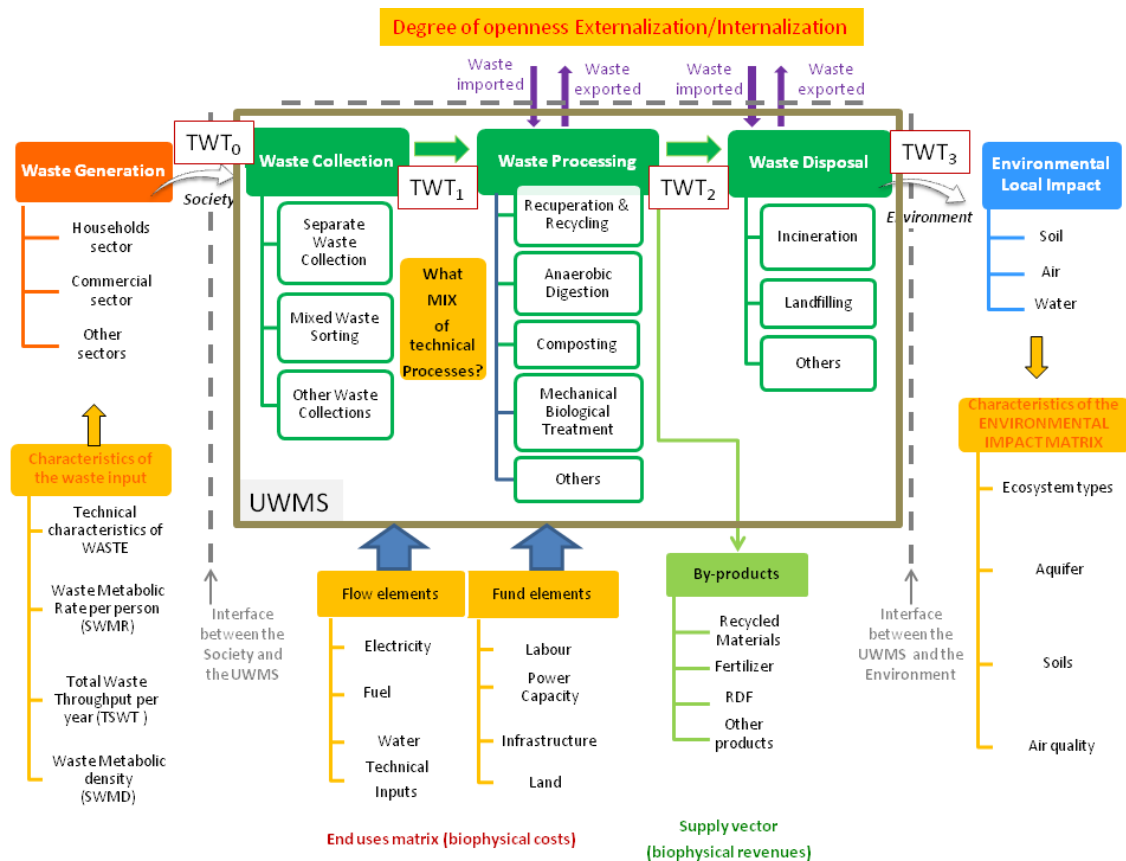 Degree of openness Externalization/Internalization
Waste
imported
Waste
exported
Waste
imported
Waste
exported
TWT0
Waste Generation
Society
Households
sector
Commercial
sector
Other
sectors
Waste Collection
TWT1
Separate
Waste
Collection
Mixed Waste
Sorting
Other Waste
Collections
What
MIX
of
technical
Processes?
Waste Processing
TWT2
Recuperation &
Recycling
Anaerobic
Digestion
Composting
Mechanical
Biological
Treatment
Others
Waste Disposal
TWT3
Environment
Incineration
Landfilling
Others
Environmental
Local Impact
Soil
Air
Water
UWMS
Characteristics of
the waste input
Technical
characteristics of
WASTE
Waste Metabolic
Rate per person
(SWMR)
Total Waste
Throughput per
year (TSWT )
Waste Metabolic
density
(SWMD)
Interface
between the
Society and
the UWMS
Flow elements
Electricity
Fuel
Water
Technical
Inputs
Fund elements
Labour
Power
Capacity
Infrastructure
Land
End uses matrix (biophysical costs)
By-products
Recycled
Materials
Fertilizer
RDF
Other
products
Supply vector
(biophysical revenues)
Interface
between the
UWMS and the
Environment
Characteristics of the
ENVIRONMENTAL
IMPACT MATRIX
Ecosystem types
Aquifer
Soils
Air quality